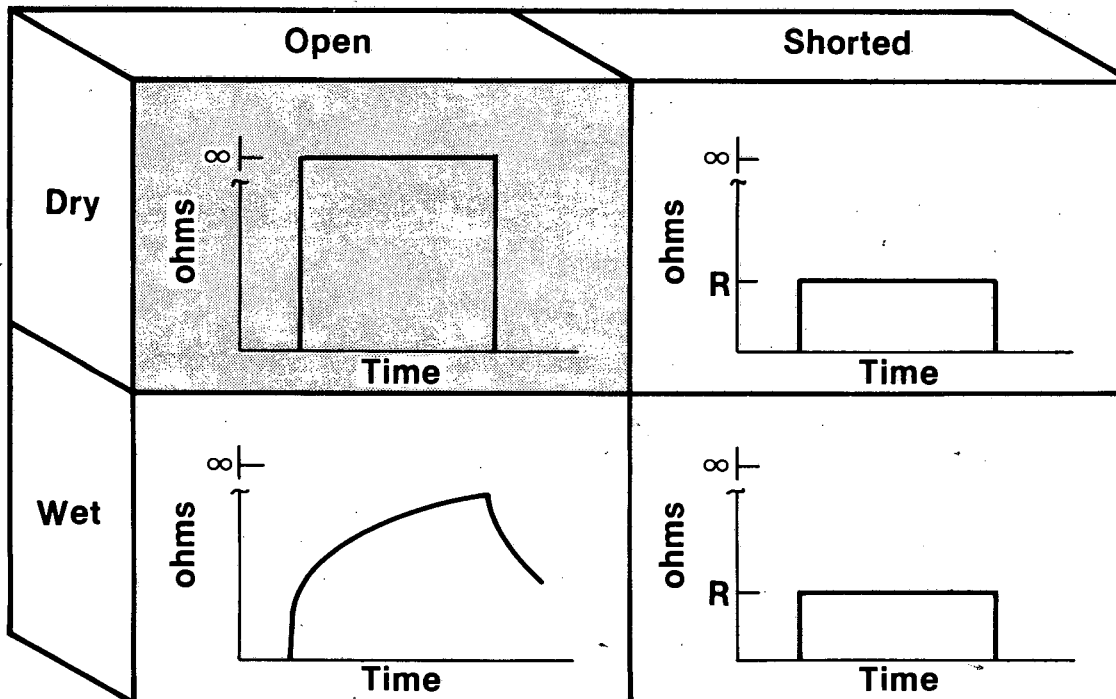 Open
Shorted
Dry
∞
ohms
Time
∞
ohms
R
Time
Wet
∞
ohms
Time
∞
ohms
R
Time